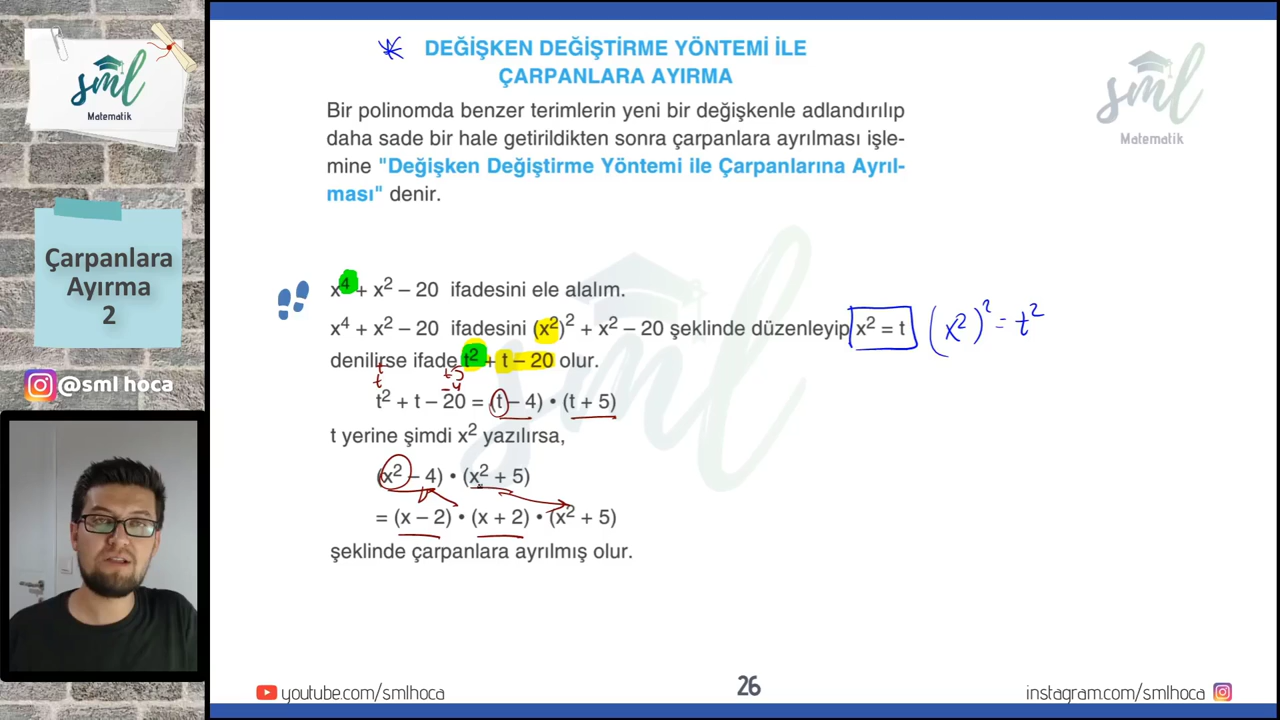 sml
Matematik
Çarpanlara
Ayırma
2
@sml hoca
DEĞİŞKEN DEĞİŞTİRME YÖNTEMİ İLE
ÇARPANLARA AYIRMA
Bir polinomda benzer terimlerin yeni bir değişkenle adlandırılıp
daha sade bir hale getirildikten sonra çarpanlara ayrılması işle-
mine "Değişken Değiştirme Yöntemi ile Çarpanlarına Ayrıl-
ması" denir.
sml
Matematik
x⁴ + x² – 20 ifadesini ele alalım.
x⁴ + x² – 20 ifadesini (x²)² + x² – 20 şeklinde düzenleyip x² = t (x²)² = t²
denilirse ifade t² + t – 20 olur.
t +5
t -4
t² + t – 20 = (t – 4) • (t + 5)
t yerine şimdi x² yazılırsa,
(x² – 4) • (x² + 5)
= (x – 2) • (x + 2) • (x² + 5)
şeklinde çarpanlara ayrılmış olur.
youtube.com/smlhoca
26
instagram.com/smlhoca